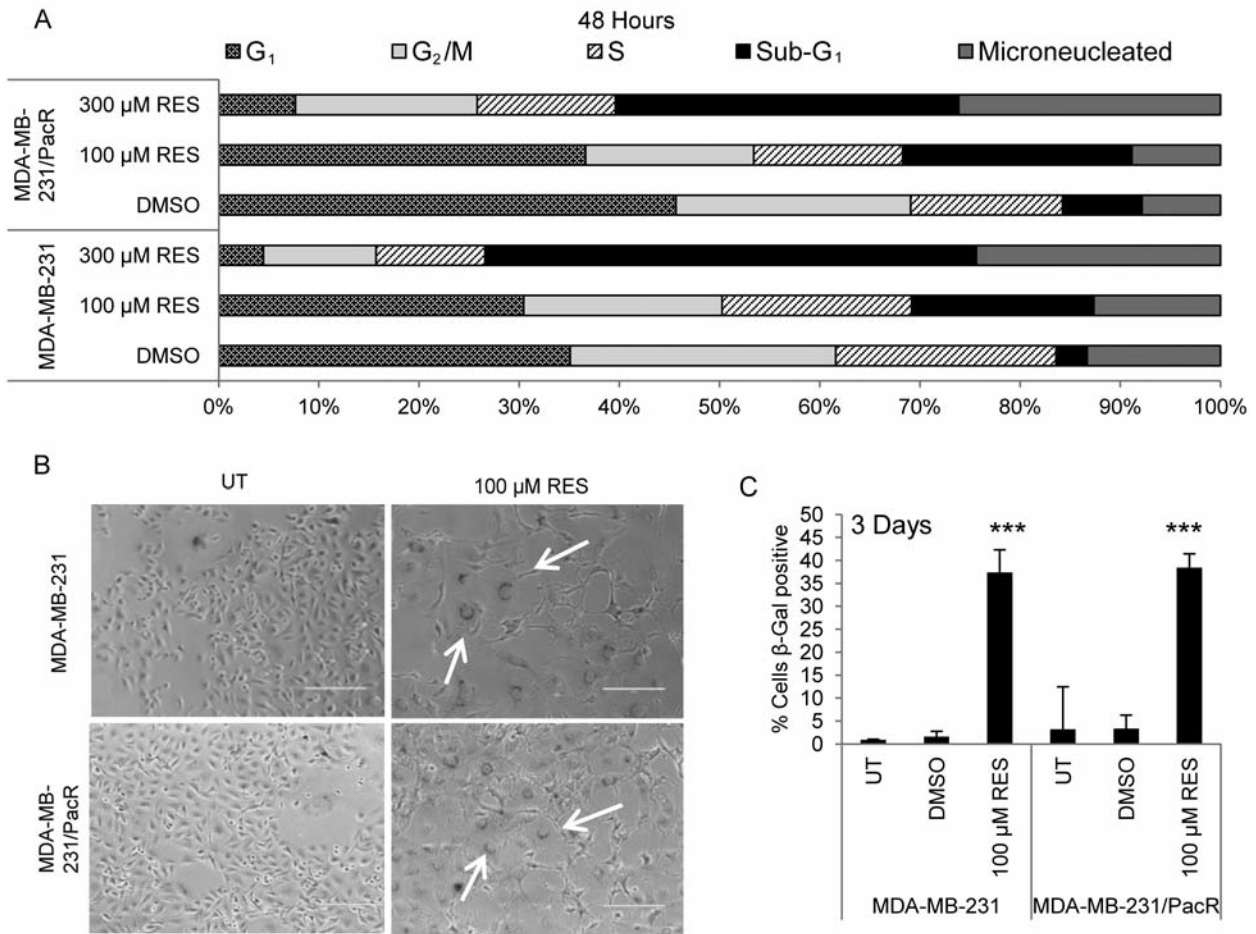 A
48 Hours
G₁ G₂/M S Sub-G₁ Microneucleated
MDA-MB-
231/PacR
300 µM RES
100 µM RES
DMSO
MDA-MB-231
300 µM RES
100 µM RES
DMSO
0% 10% 20% 30% 40% 50% 60% 70% 80% 90% 100%
B
UT
100 µM RES
MDA-MB-231
MDA-MB-
231/PacR
C
3 Days
*** ***
% Cells β-Gal positive
50
45
40
35
30
25
20
15
10
5
0
UT
DMSO
100 µM RES
UT
DMSO
100 µM RES
MDA-MB-231
MDA-MB-231/PacR